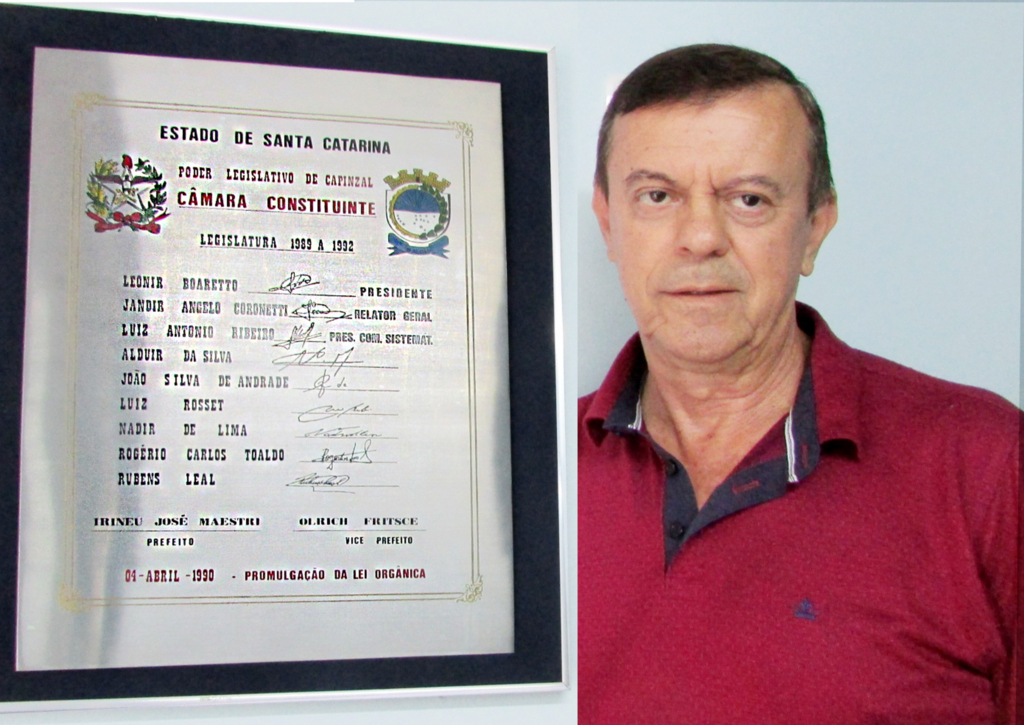 ESTADO DE SANTA CATARINA
PODER LEGISLATIVO DE CAPINZAL
CÂMARA CONSTITUINTE
LEGISLATURA 1989 A 1992
LEONIR BOARETTO PRESIDENTE
JANDIR ANGELO CORONETTI RELATOR GERAL
LUIZ ANTONIO RIBEIRO PRES. COM. SISTEMAT.
ALDUIR DA SILVA
JOÃO SILVA DE ANDRADE
LUIZ ROSSET
NADIR DE LIMA
ROGÉRIO CARLOS TOALDO
RUBENS LEAL
IRINEU JOSÉ MAESTRI OLRICH FRITSCE
PREFEITO VICE PREFEITO
04-ABRIL-1990 - PROMULGAÇÃO DA LEI ORGÂNICA